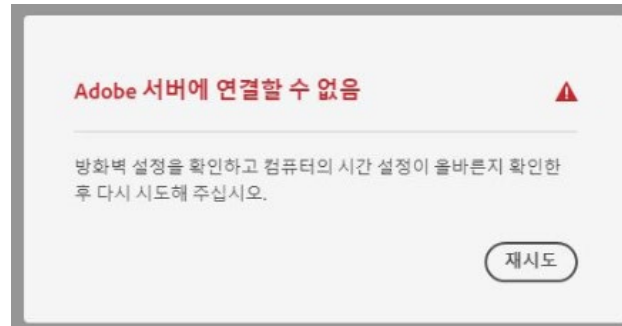 Adobe 서버에 연결할 수 없음
방화벽 설정을 확인하고 컴퓨터의 시간 설정이 올바른지 확인한
후 다시 시도해 주십시오.
재시도